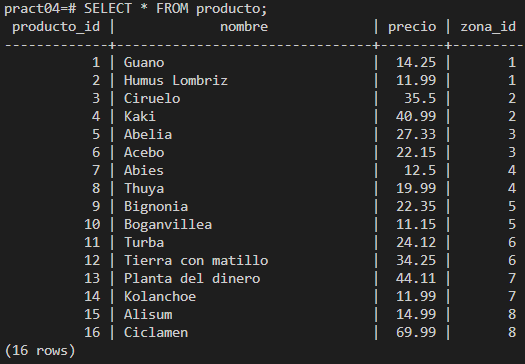 pract04=# SELECT * FROM producto;
 producto_id |          nombre          | precio | zona_id
-------------+--------------------------+--------+---------
           1 | Guano                    |  14.25 |       1
           2 | Humus Lombriz            |  11.99 |       1
           3 | Ciruelo                  |   35.5 |       2
           4 | Kaki                     |  40.99 |       2
           5 | Abelia                   |  27.33 |       3
           6 | Acebo                    |  22.15 |       3
           7 | Abies                    |   12.5 |       4
           8 | Thuya                    |  19.99 |       4
           9 | Bignonia                 |  22.35 |       5
          10 | Boganvillea              |  11.15 |       5
          11 | Turba                    |  24.12 |       6
          12 | Tierra con matillo       |  34.25 |       6
          13 | Planta del dinero        |  44.11 |       7
          14 | Kolanchoe                |  11.99 |       7
          15 | Alisum                   |  14.99 |       8
          16 | Ciclamen                 |  69.99 |       8
(16 rows)